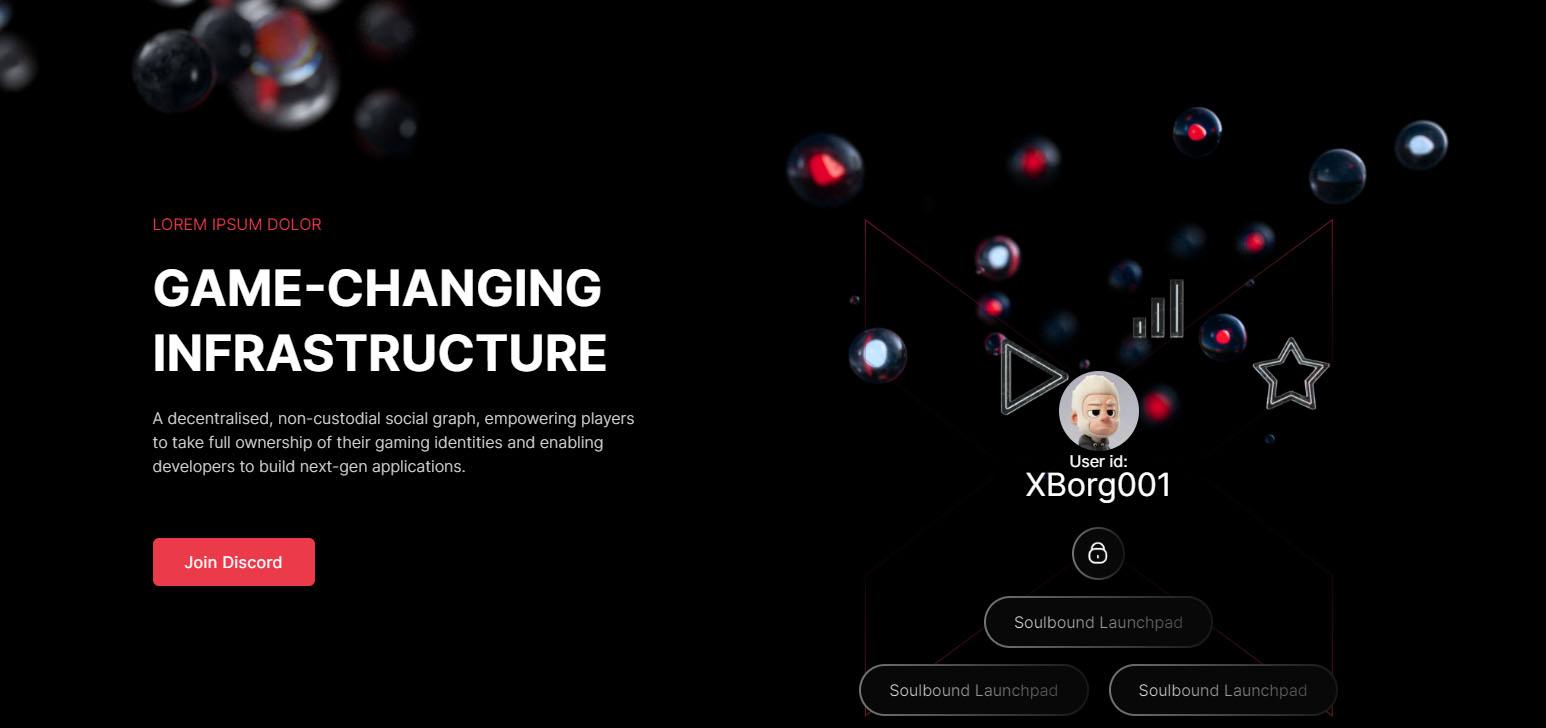 LOREM IPSUM DOLOR
GAME-CHANGING
INFRASTRUCTURE
A decentralised, non-custodial social graph, empowering players
to take full ownership of their gaming identities and enabling
developers to build next-gen applications.
Join Discord
User id:
XBorg001
Soulbound Launchpad
Soulbound Launchpad
Soulbound Launchpad